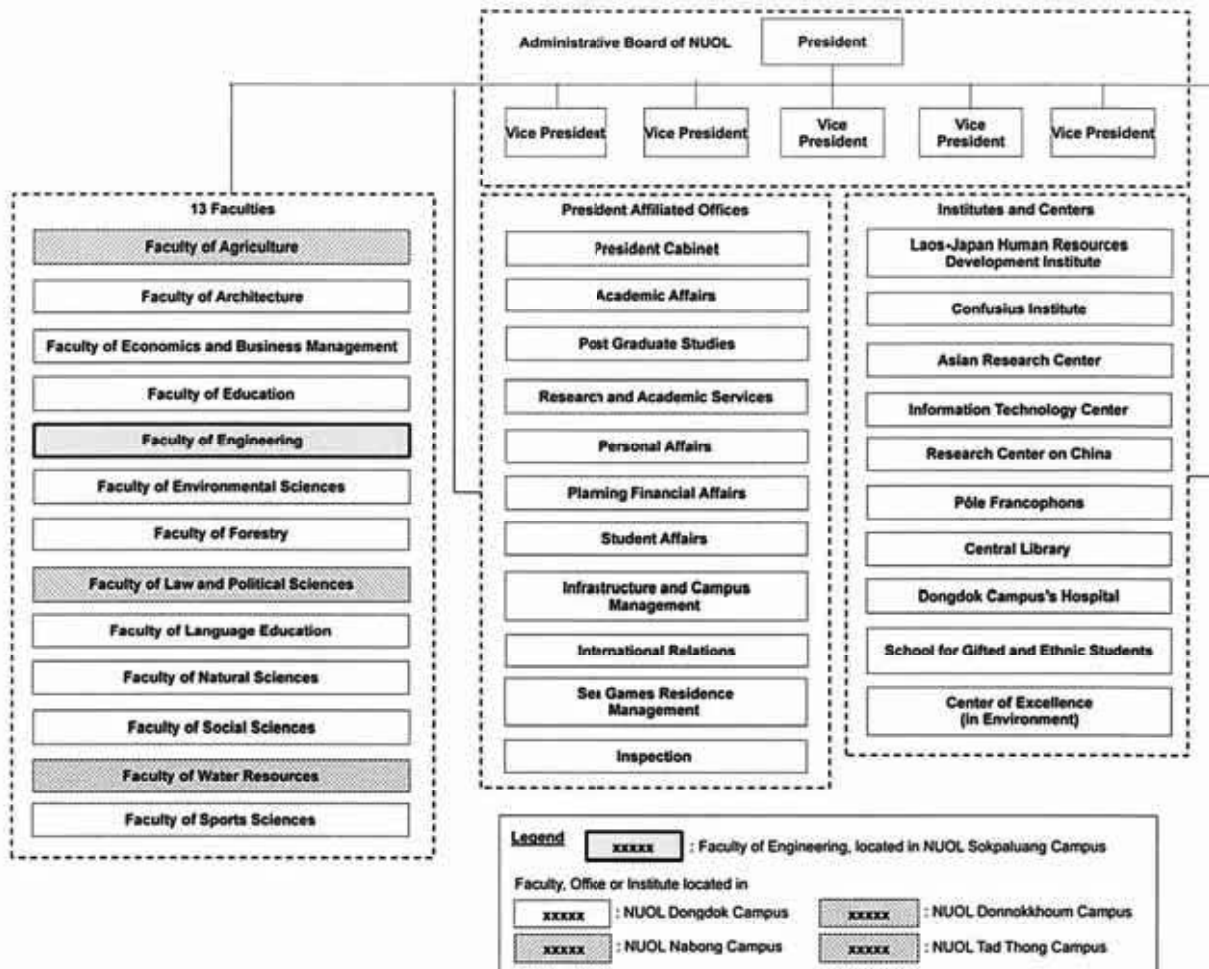 Administrative Board of NUOL
President
Vice President
Vice President
Vice
President
Vice
President
Vice President
13 Faculties
Faculty of Agriculture
Faculty of Architecture
Faculty of Economics and Business Management
Faculty of Education
Faculty of Engineering
Faculty of Environmental Sciences
Faculty of Forestry
Faculty of Law and Political Sciences
Faculty of Language Education
Faculty of Natural Sciences
Faculty of Social Sciences
Faculty of Water Resources
Faculty of Sports Sciences
President Affiliated Offices
President Cabinet
Academic Affairs
Post Graduate Studies
Research and Academic Services
Personal Affairs
Planning Financial Affairs
Student Affairs
Infrastructure and Campus
Management
International Relations
Sea Games Residence
Management
Inspection
Institutes and Centers
Laos-Japan Human Resources
Development Institute
Confusius Institute
Asian Research Center
Information Technology Center
Research Center on China
Pôle Francophons
Central Library
Dongdok Campus's Hospital
School for Gifted and Ethnic Students
Center of Excellence
(in Environment)
Legend
xxxxx : Faculty of Engineering, located in NUOL Sokpaluang Campus
Faculty, Office or Institute located in
xxxxx : NUOL Dongdok Campus
xxxxx : NUOL Donnokkhoum Campus
xxxxx : NUOL Nabong Campus
xxxxx : NUOL Tad Thong Campus